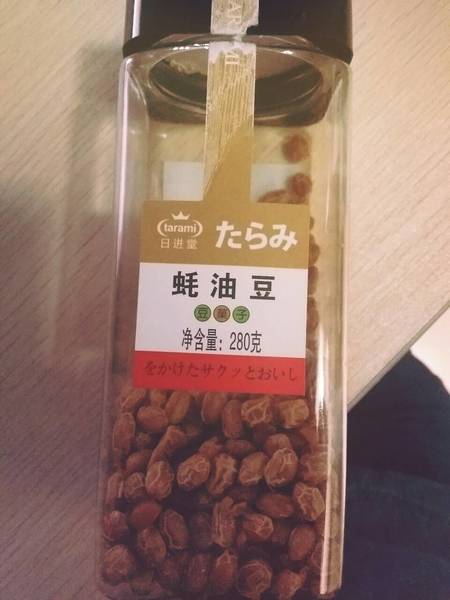 TARAMI
tarami
日进堂
たらみ
蚝油豆
豆菓子
净含量: 280克
をかけたサクッとおいし